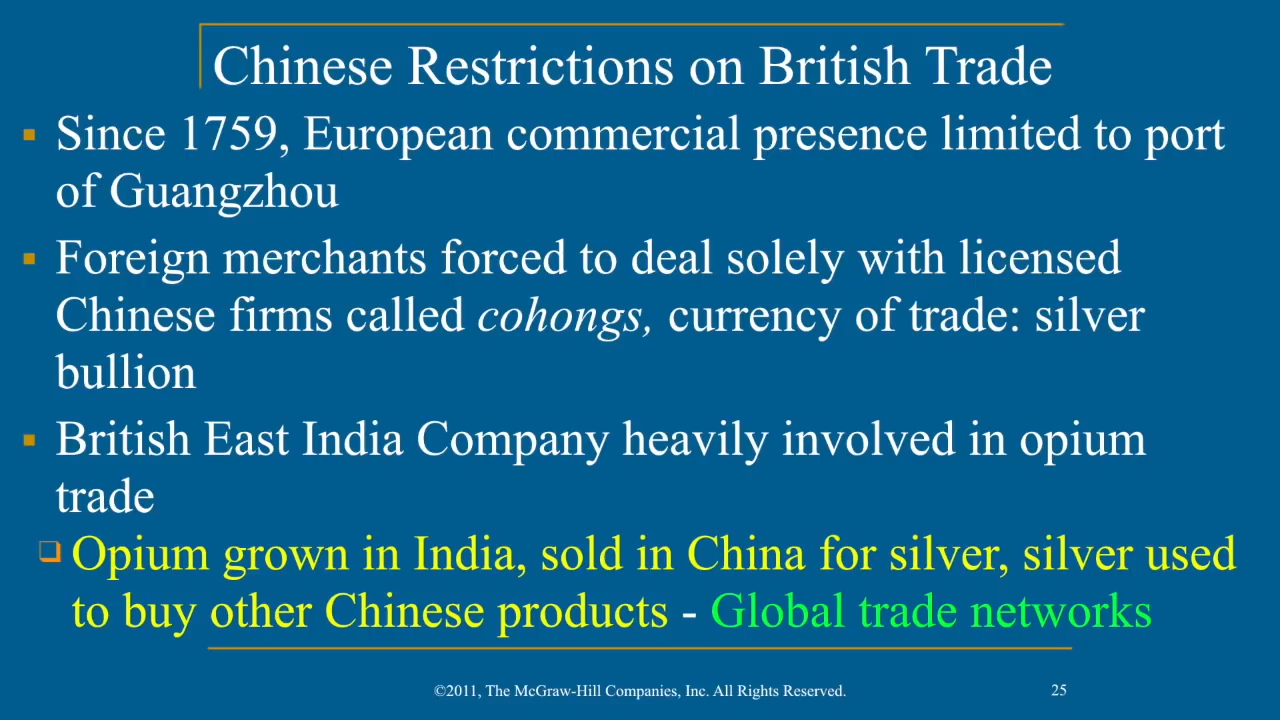 Chinese Restrictions on British Trade
Since 1759, European commercial presence limited to port
of Guangzhou
Foreign merchants forced to deal solely with licensed
Chinese firms called cohongs, currency of trade: silver
bullion
British East India Company heavily involved in opium
trade
Opium grown in India, sold in China for silver, silver used
to buy other Chinese products - Global trade networks
©2011, The McGraw-Hill Companies, Inc. All Rights Reserved.
25